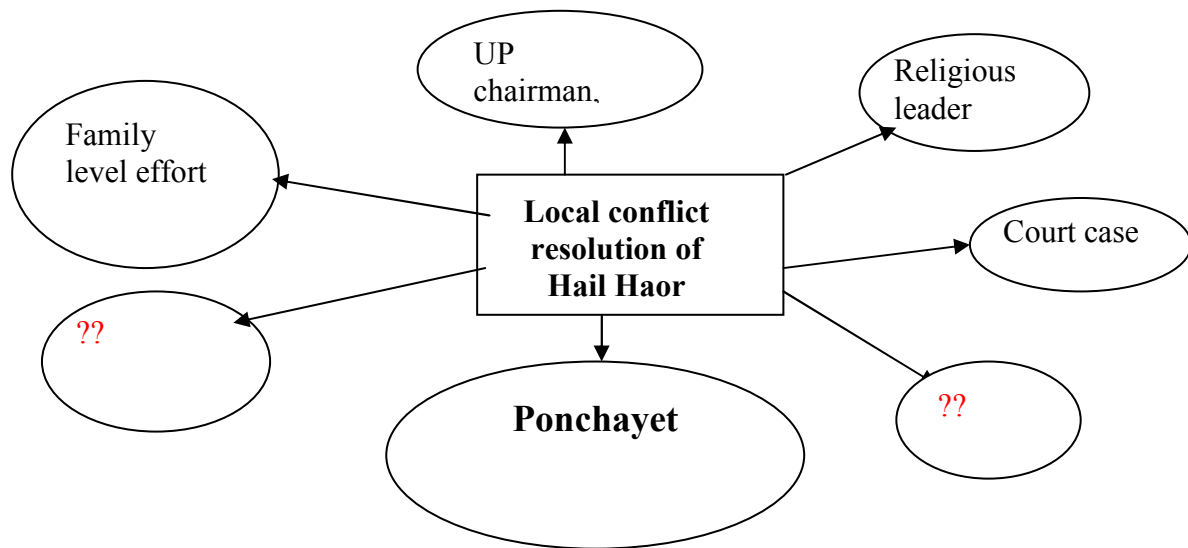 UP
chairman,
Religious
leader
Family
level effort
Local conflict
resolution of
Hail Haor
Court case
??
??
Ponchayet